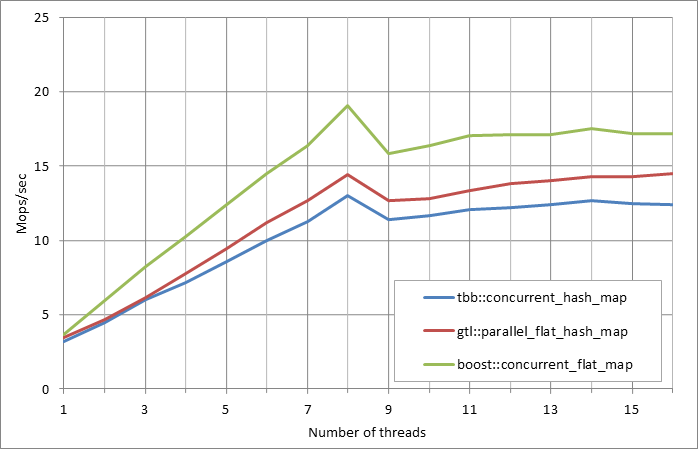 25
20
15
10
5
0
Mops/sec
1 3 5 7 9 11 13 15
Number of threads
tbb::concurrent_hash_map
gtl::parallel_flat_hash_map
boost::concurrent_flat_map